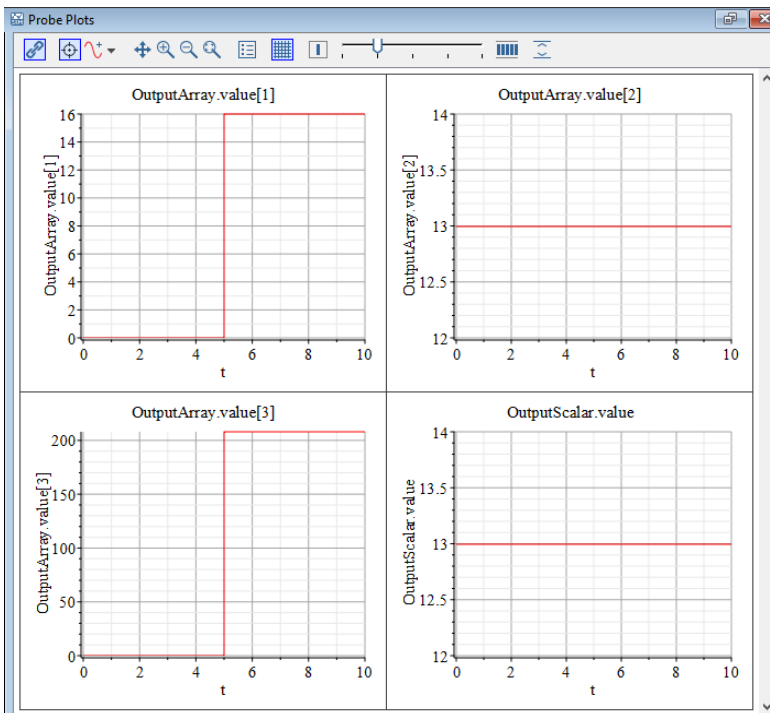 Probe Plots
OutputArray.value[1]
OutputArray.value[1]
16
14
12
10
8
6
4
2
0
0 2 4 6 8 10
t
OutputArray.value[2]
OutputArray.value[2]
14
13.5
13
12.5
12
0 2 4 6 8 10
t
OutputArray.value[3]
OutputArray.value[3]
200
150
100
50
0
0 2 4 6 8 10
t
OutputScalar.value
OutputScalar.value
14
13.5
13
12.5
12
0 2 4 6 8 10
t